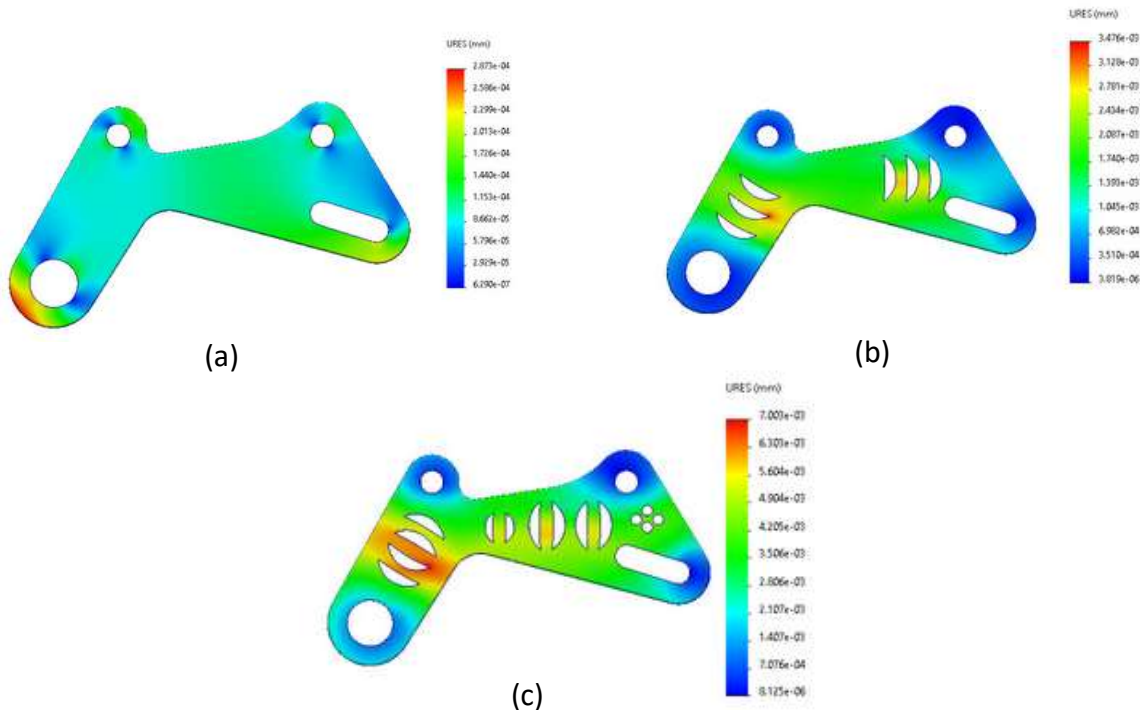 URES (mm)
2.873e-04
2.586e-04
2.299e-04
2.013e-04
1.726e-04
1.440e-04
1.153e-04
8.662e-05
5.796e-05
2.929e-05
6.290e-07
(a)
URES (mm)
3.476e-03
3.128e-03
2.781e-03
2.434e-03
2.087e-03
1.740e-03
1.393e-03
1.045e-03
6.982e-04
3.510e-04
3.819e-06
(b)
URES (mm)
7.003e-03
6.303e-03
5.604e-03
4.904e-03
4.205e-03
3.506e-03
2.806e-03
2.107e-03
1.407e-03
7.076e-04
8.125e-06
(c)